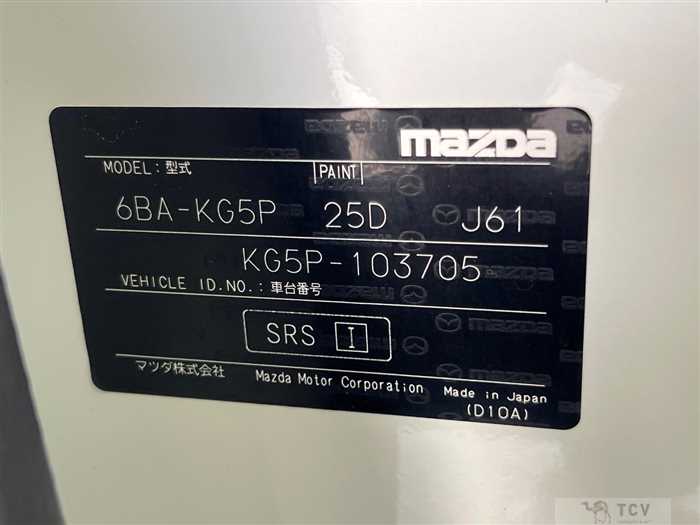 mazda
MODEL：型式 PAINT
6BA-KG5P 25D J61
KG5P-103705
VEHICLE ID.NO.：車台番号
SRS I
マツダ株式会社 Mazda Motor Corporation Made in Japan
(D10A)
TCV